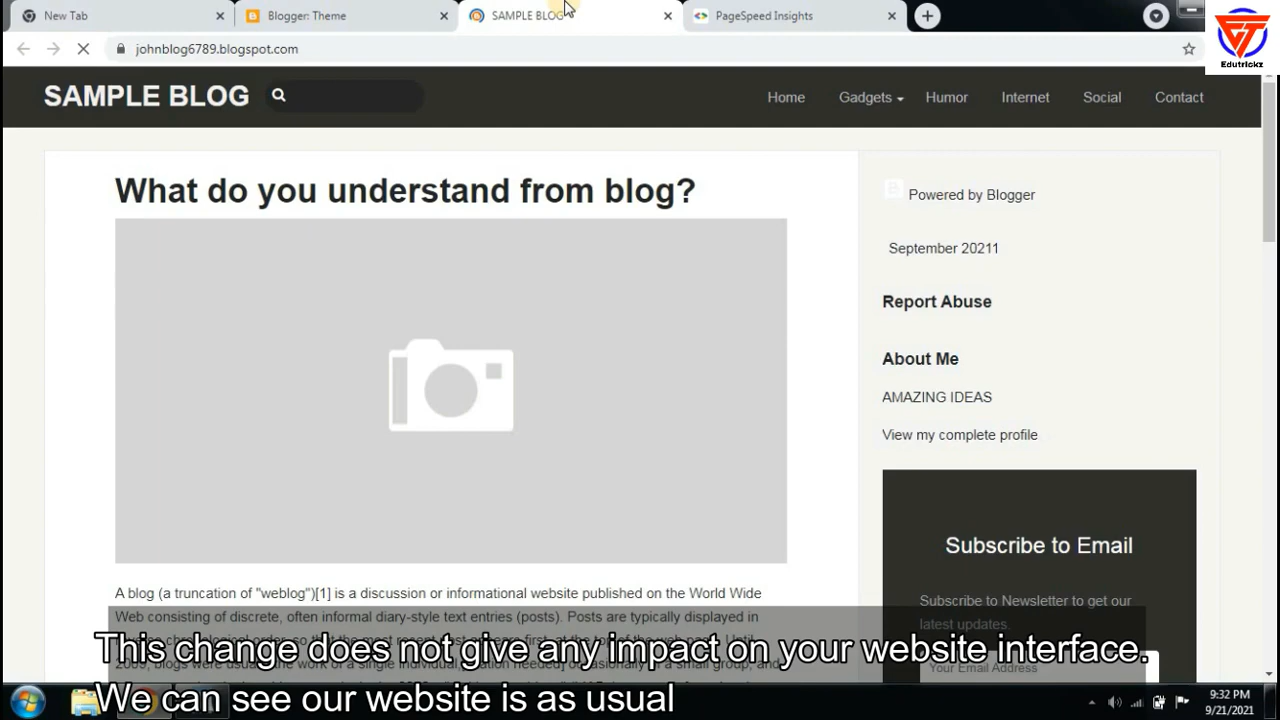 New Tab
Blogger: Theme
SAMPLE BLOG
PageSpeed Insights
Edutrickz
johnblog6789.blogspot.com
SAMPLE BLOG
Home
Gadgets
Humor
Internet
Social
Contact
What do you understand from blog?
Powered by Blogger
September 20211
Report Abuse
About Me
AMAZING IDEAS
View my complete profile
Subscribe to Email
Subscribe to Newsletter to get our
latest updates.
Your Email Address
A blog (a truncation of "weblog")[1] is a discussion or informational website published on the World Wide
Web consisting of discrete, often informal diary-style text entries (posts). Posts are typically displayed in
This change does not give any impact on your website interface.
We can see our website is as usual
9:32 PM
9/21/2021